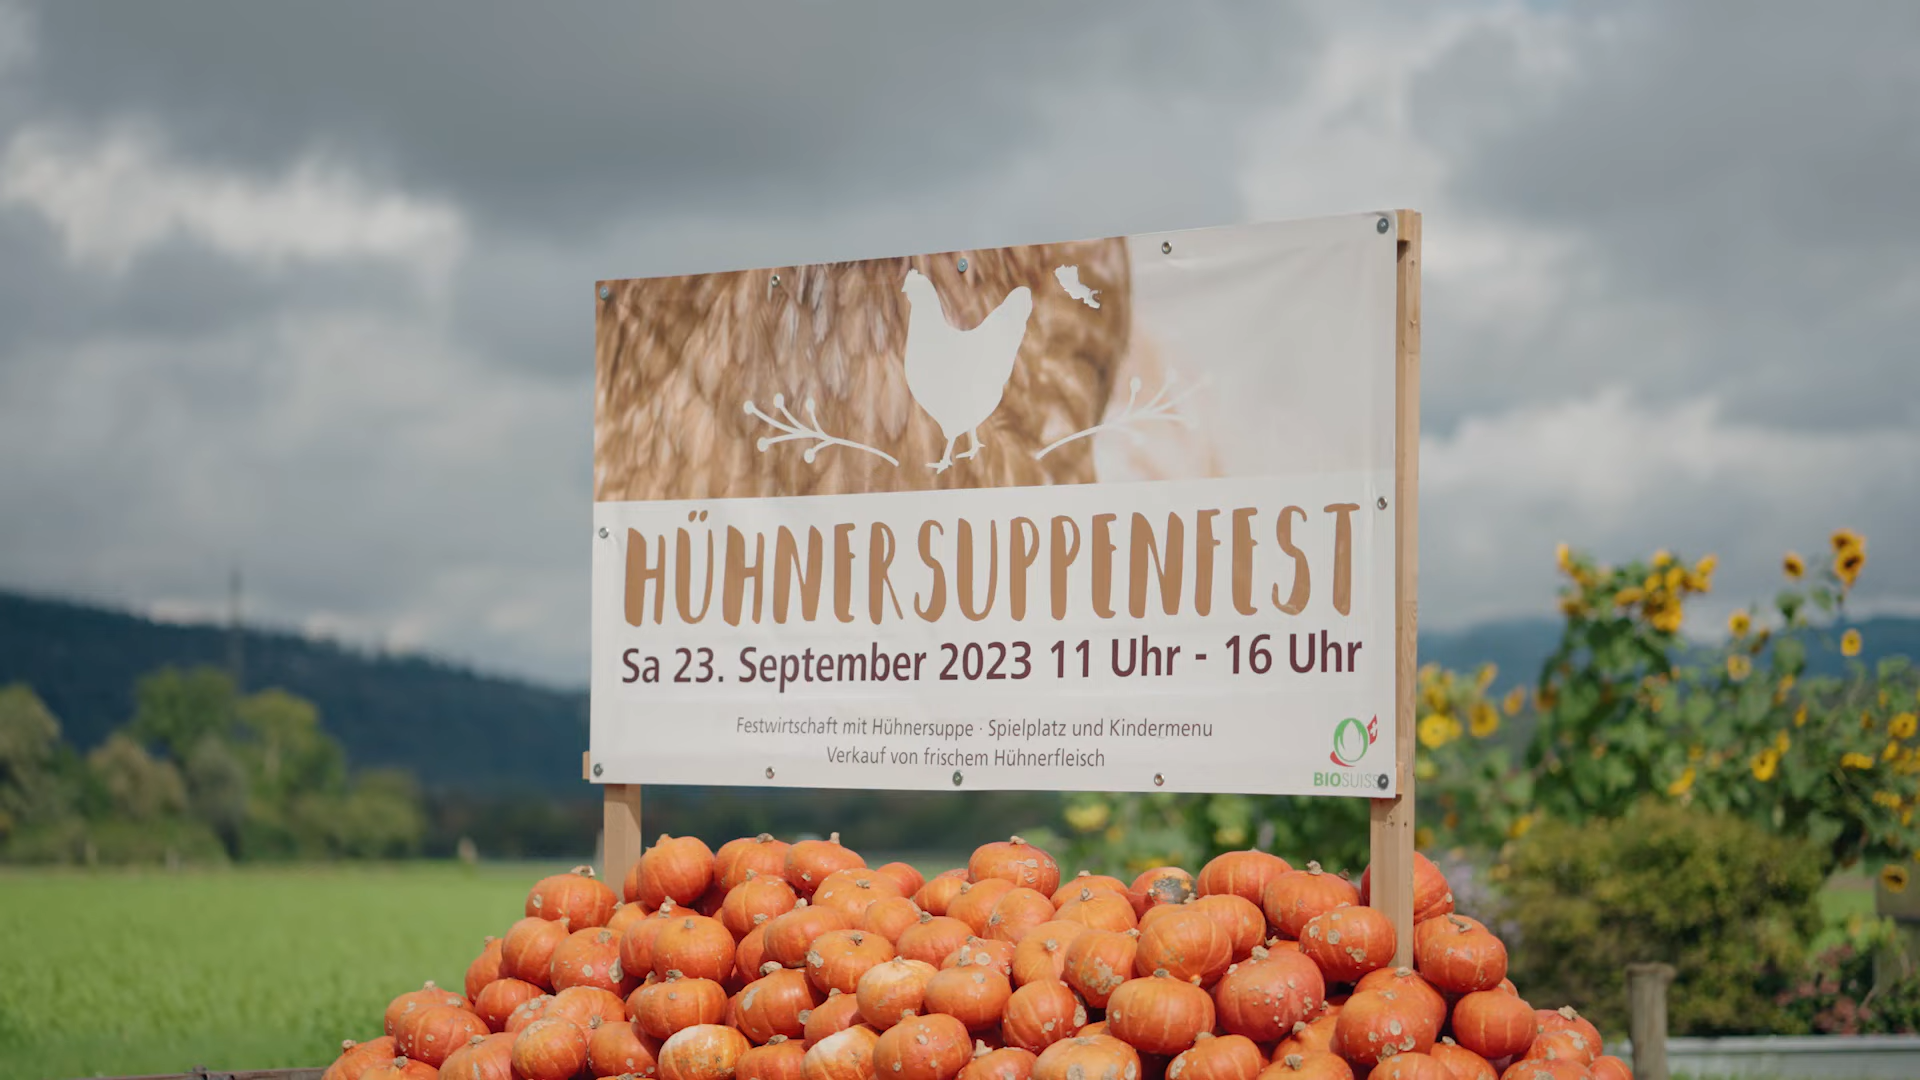 HÜHNERSUPPENFEST
Sa 23. September 2023 11 Uhr - 16 Uhr
Festwirtschaft mit Hühnersuppe · Spielplatz und Kindermenu
Verkauf von frischem Hühnerfleisch
BIOSUISSE